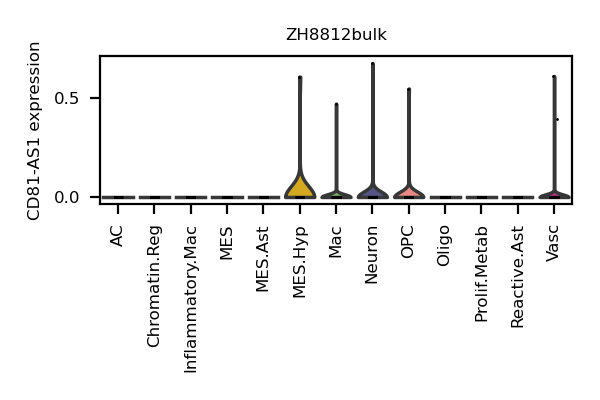 ZH8812bulk
CD81-AS1 expression
0.5
0.0
AC
Chromatin.Reg
Inflammatory.Mac
MES
MES.Ast
MES.Hyp
Mac
Neuron
OPC
Oligo
Prolif.Metab
Reactive.Ast
Vasc